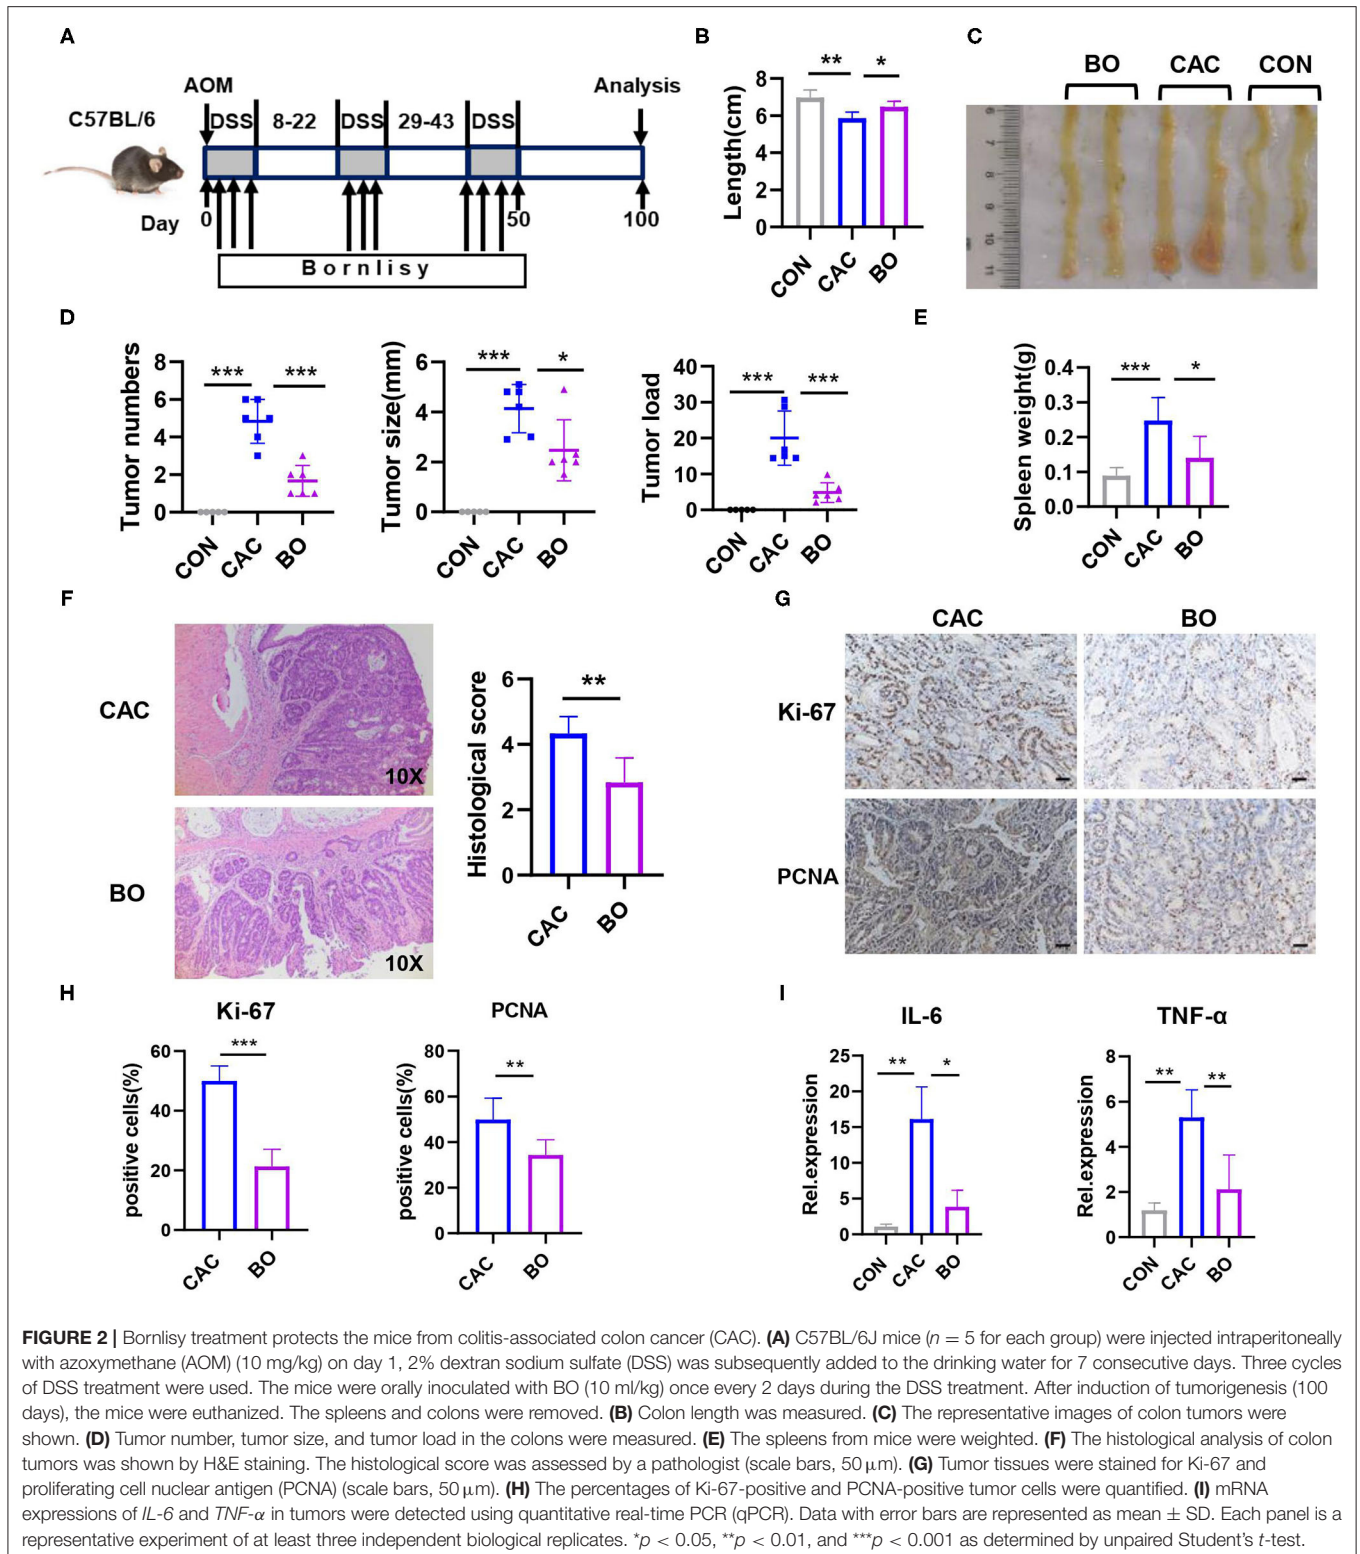 A
AOM
Analysis
C57BL/6
DSS 8-22 DSS 29-43 DSS
Day 0 50 100
Bornlisy
B
** *
Length(cm)
8
6
4
2
0
CON CAC BO
C
BO CAC CON
6
7
8
9
10
11
D
Tumor numbers
*** ***
8
6
4
2
0
CON CAC BO
Tumor size(mm)
*** *
6
4
2
0
CON CAC BO
Tumor load
*** ***
40
30
20
10
0
CON CAC BO
E
Spleen weight(g)
*** *
0.4
0.3
0.2
0.1
0.0
CON CAC BO
F
CAC
10X
BO
10X
Histological score
**
6
4
2
0
CAC BO
G
CAC BO
Ki-67
PCNA
H
Ki-67
positive cells(%)
***
60
40
20
0
CAC BO
PCNA
positive cells(%)
**
80
60
40
20
0
CAC BO
I
IL-6
Rel.expression
** *
25
20
15
10
5
0
CON CAC BO
TNF-α
Rel.expression
** **
8
6
4
2
0
CON CAC BO
FIGURE 2 | Bornlisy treatment protects the mice from colitis-associated colon cancer (CAC). (A) C57BL/6J mice (n = 5 for each group) were injected intraperitoneally
with azoxymethane (AOM) (10 mg/kg) on day 1, 2% dextran sodium sulfate (DSS) was subsequently added to the drinking water for 7 consecutive days. Three cycles
of DSS treatment were used. The mice were orally inoculated with BO (10 ml/kg) once every 2 days during the DSS treatment. After induction of tumorigenesis (100
days), the mice were euthanized. The spleens and colons were removed. (B) Colon length was measured. (C) The representative images of colon tumors were
shown. (D) Tumor number, tumor size, and tumor load in the colons were measured. (E) The spleens from mice were weighted. (F) The histological analysis of colon
tumors was shown by H&E staining. The histological score was assessed by a pathologist (scale bars, 50 μm). (G) Tumor tissues were stained for Ki-67 and
proliferating cell nuclear antigen (PCNA) (scale bars, 50 μm). (H) The percentages of Ki-67-positive and PCNA-positive tumor cells were quantified. (I) mRNA
expressions of IL-6 and TNF-α in tumors were detected using quantitative real-time PCR (qPCR). Data with error bars are represented as mean ± SD. Each panel is a
representative experiment of at least three independent biological replicates. *p < 0.05, **p < 0.01, and ***p < 0.001 as determined by unpaired Student's t-test.